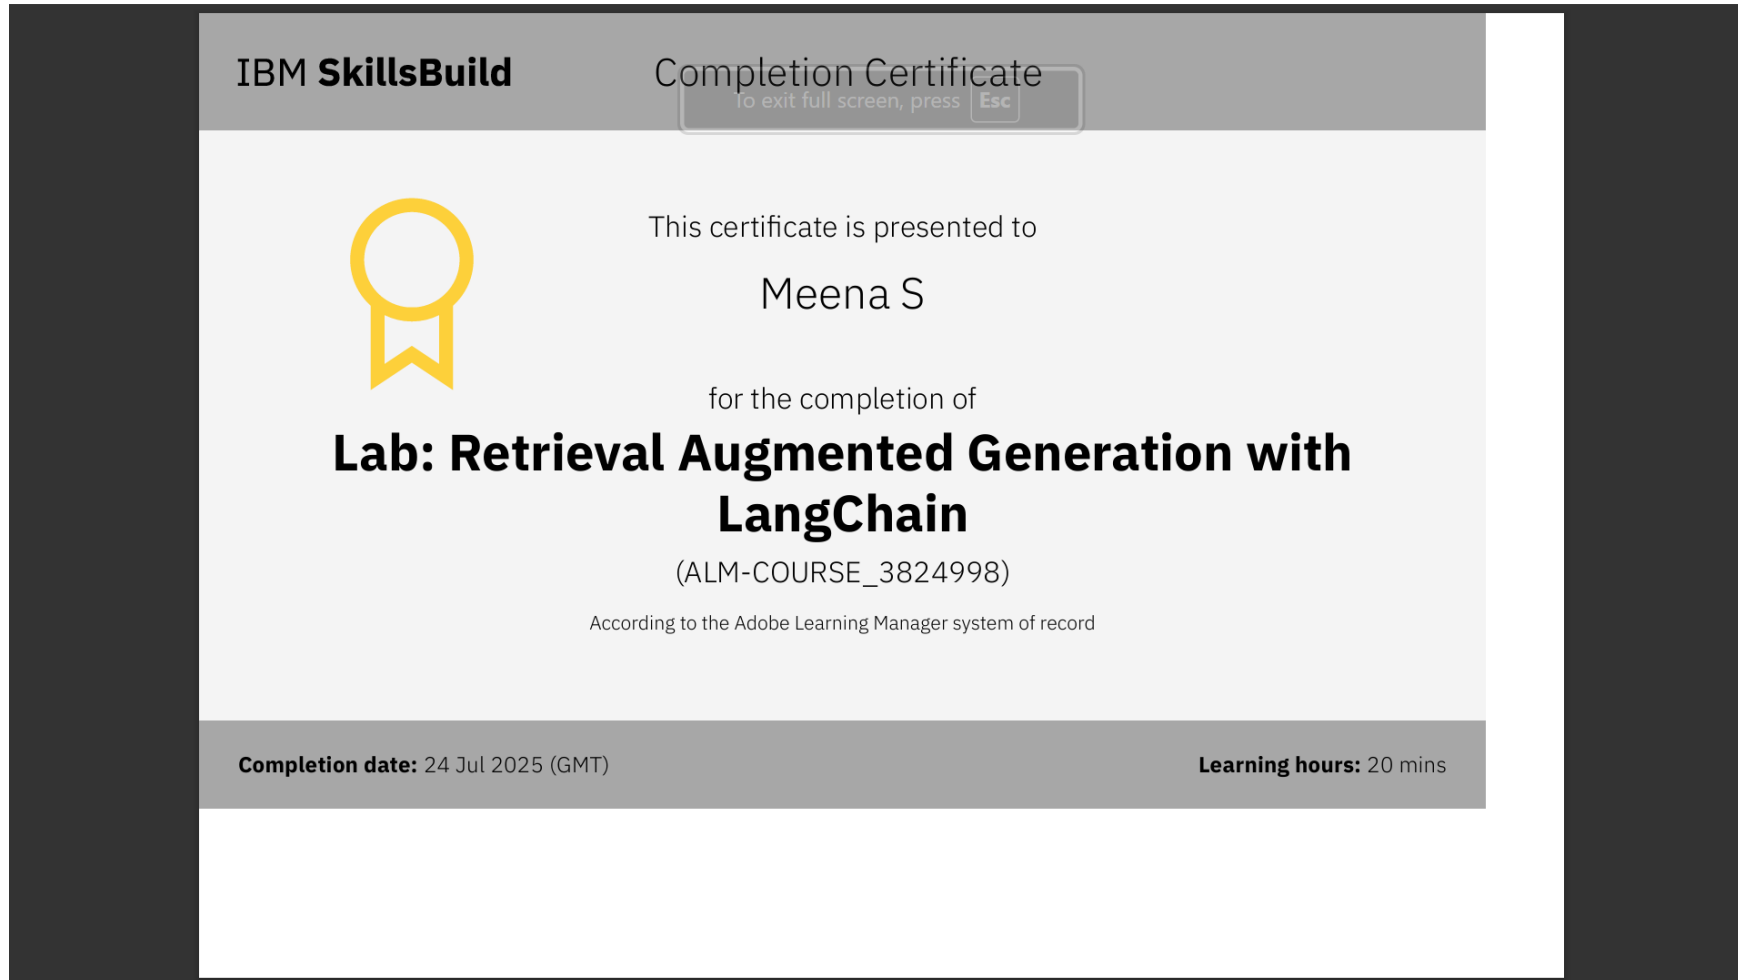 IBM SkillsBuild
Completion Certificate
To exit full screen, press Esc
This certificate is presented to
Meena S
for the completion of
Lab: Retrieval Augmented Generation with
LangChain
(ALM-COURSE_3824998)
According to the Adobe Learning Manager system of record
Completion date: 24 Jul 2025 (GMT)
Learning hours: 20 mins